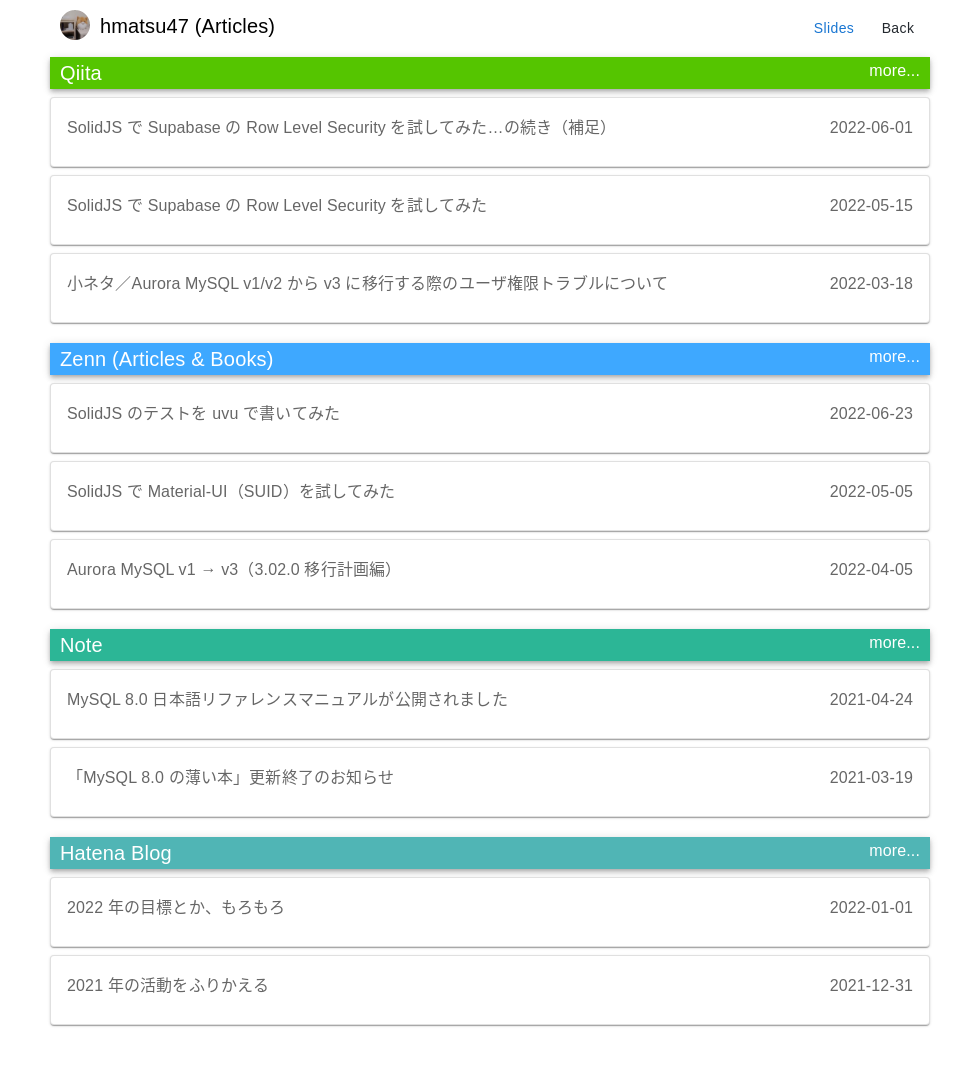 hmatsu47 (Articles)
Slides
Back
Qiita
more...
SolidJS で Supabase の Row Level Security を試してみた…の続き（補足）
2022-06-01
SolidJS で Supabase の Row Level Security を試してみた
2022-05-15
小ネタ／Aurora MySQL v1/v2 から v3 に移行する際のユーザ権限トラブルについて
2022-03-18
Zenn (Articles & Books)
more...
SolidJS のテストを uvu で書いてみた
2022-06-23
SolidJS で Material-UI（SUID）を試してみた
2022-05-05
Aurora MySQL v1 → v3（3.02.0 移行計画編）
2022-04-05
Note
more...
MySQL 8.0 日本語リファレンスマニュアルが公開されました
2021-04-24
「MySQL 8.0 の薄い本」更新終了のお知らせ
2021-03-19
Hatena Blog
more...
2022 年の目標とか、もろもろ
2022-01-01
2021 年の活動をふりかえる
2021-12-31